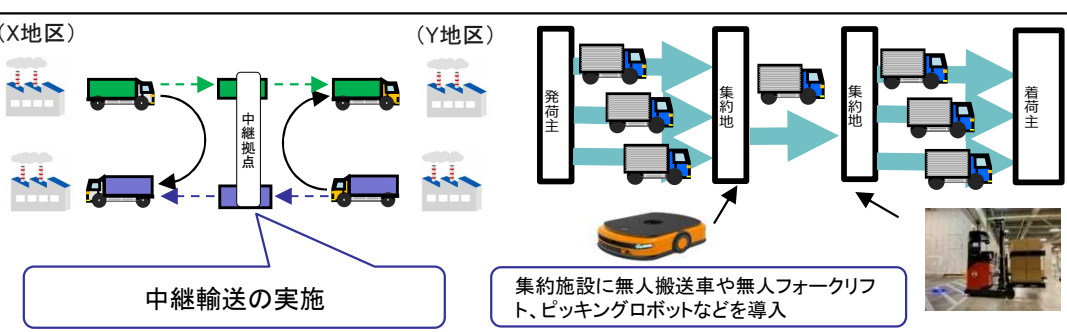 (X地区)
(Y地区)
中継拠点
中継輸送の実施
発荷主
集約地
集約地
着荷主
集約施設に無人搬送車や無人フォークリフ
ト、ピッキングロボットなどを導入